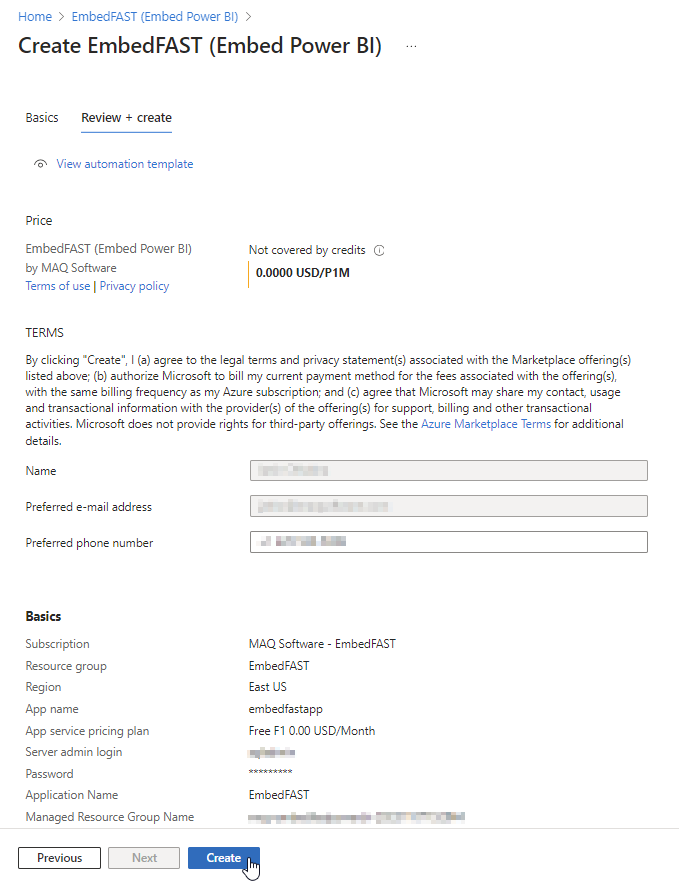 Home > EmbedFAST (Embed Power BI) >
Create EmbedFAST (Embed Power BI) ...
Basics Review + create
View automation template
Price
EmbedFAST (Embed Power BI) Not covered by credits
by MAQ Software 0.0000 USD/P1M
Terms of use | Privacy policy
TERMS
By clicking "Create", I (a) agree to the legal terms and privacy statement(s) associated with the Marketplace offering(s)
listed above; (b) authorize Microsoft to bill my current payment method for the fees associated with the offering(s),
with the same billing frequency as my Azure subscription; and (c) agree that Microsoft may share my contact, usage
and transactional information with the provider(s) of the offering(s) for support, billing and other transactional
activities. Microsoft does not provide rights for third-party offerings. See the Azure Marketplace Terms for additional
details.
Name
Preferred e-mail address
Preferred phone number
Basics
Subscription MAQ Software - EmbedFAST
Resource group EmbedFAST
Region East US
App name embedfastapp
App service pricing plan Free F1 0.00 USD/Month
Server admin login
Password *********
Application Name EmbedFAST
Managed Resource Group Name
Previous Next Create